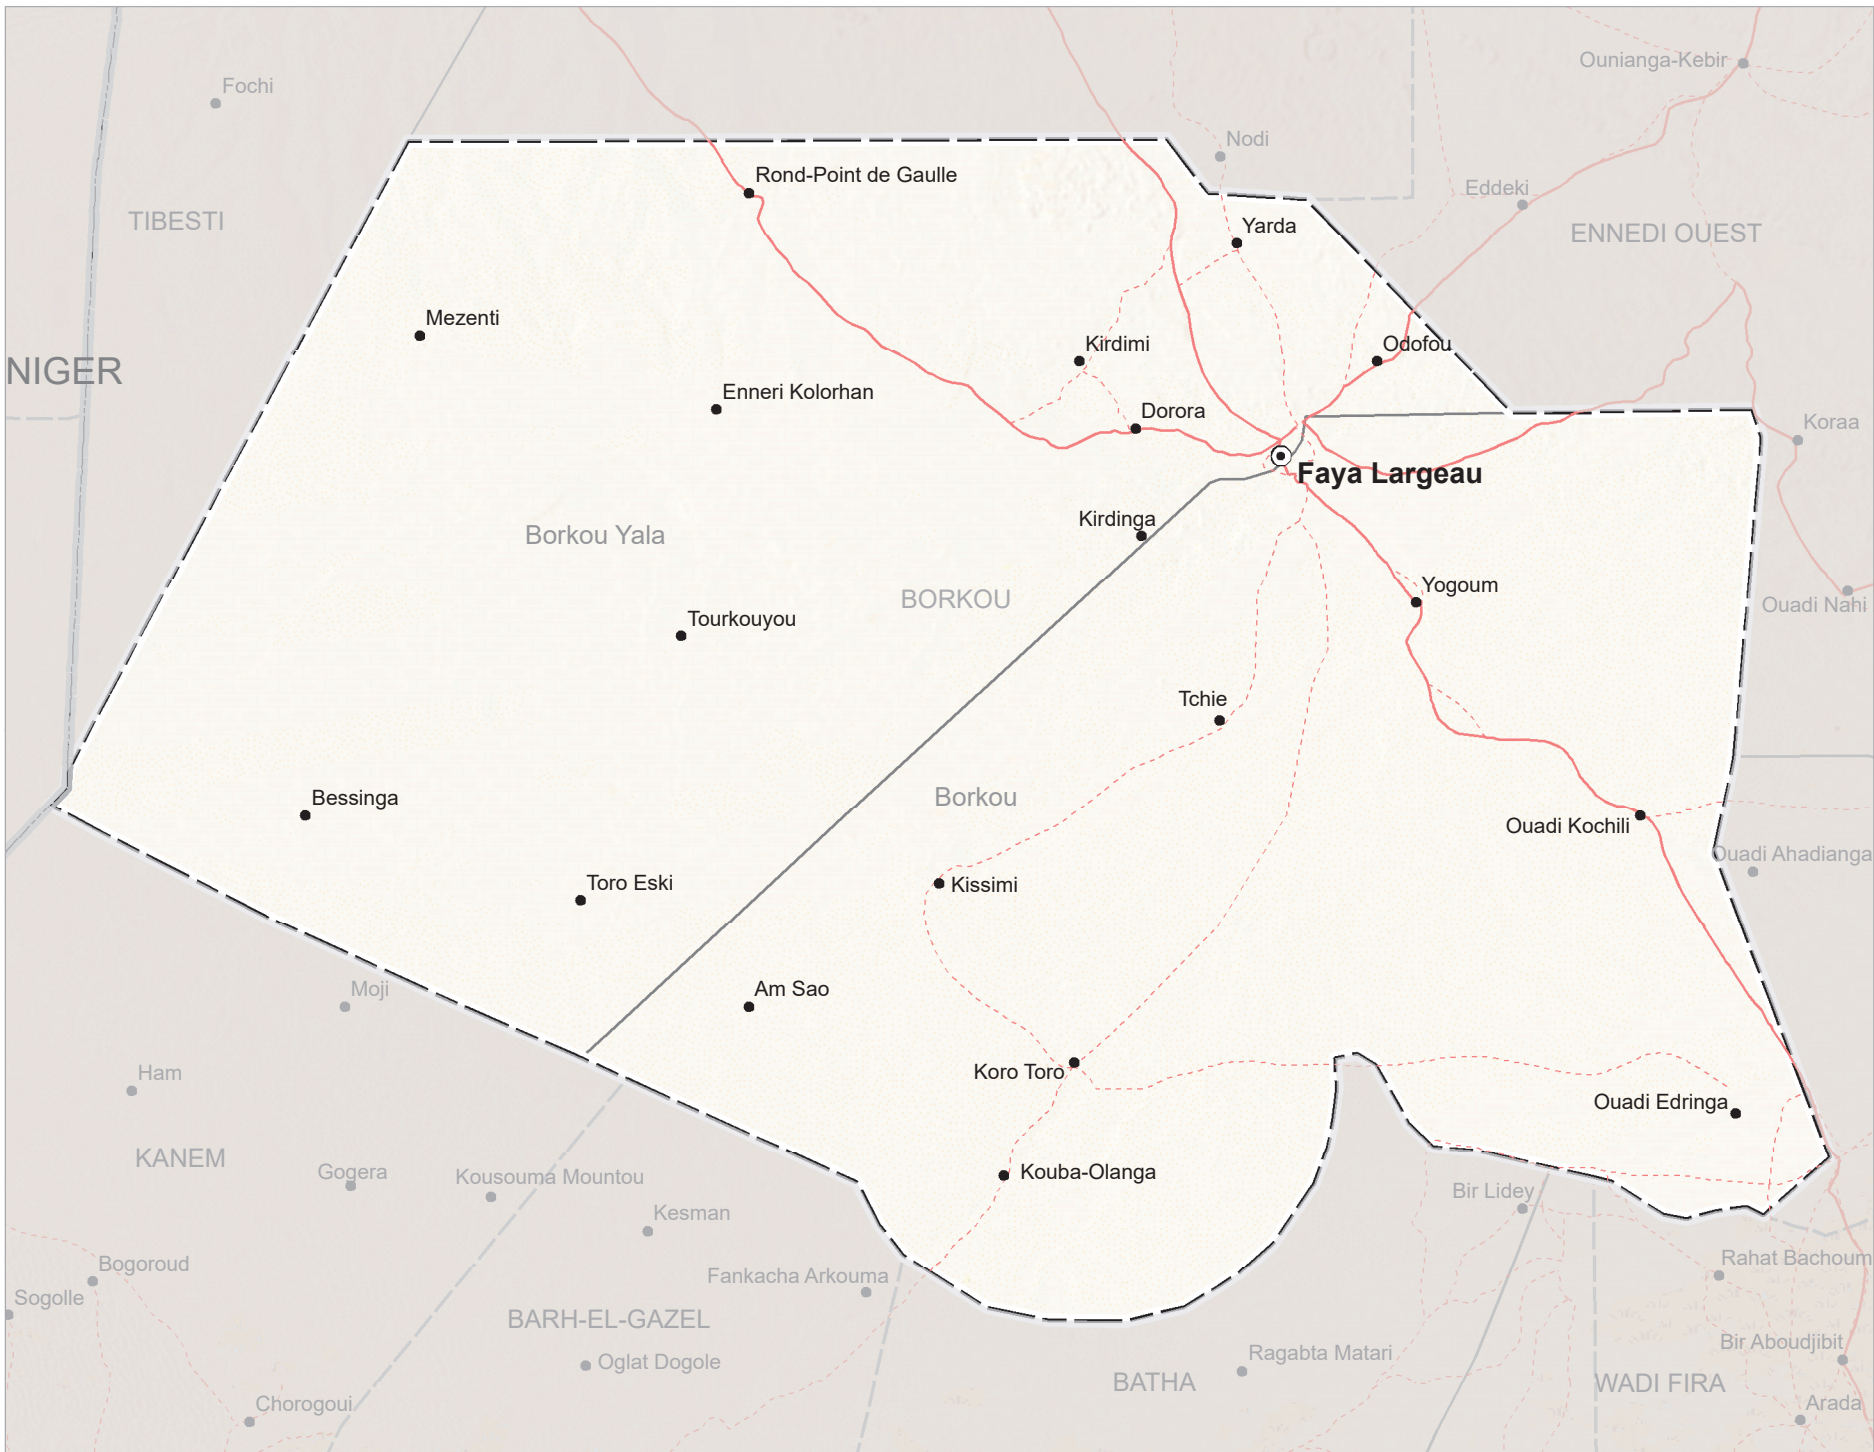 Ounianga-Kebir
Fochi
Nodi
Rond-Point de Gaulle
Eddeki
TIBESTI
Yarda
ENNEDI OUEST
Mezenti
Kirdimi
Odofou
NIGER
Enneri Kolorhan
Dorora
Koraa
Faya Largeau
Kirdinga
Borkou Yala
Yogoum
BORKOU
Ouadi Nahi
Tourkouyou
Tchie
Bessinga
Borkou
Ouadi Kochili
Ouadi Ahadianga
Toro Eski
Kissimi
Moji
Am Sao
Ham
Koro Toro
Ouadi Edringa
KANEM
Gogera
Kousouma Mountou
Kouba-Olanga
Bir Lidey
Kesman
Bogoroud
Rahat Bachoum
Fankacha Arkouma
Sogolle
BARH-EL-GAZEL
Bir Aboudjibit
Oglat Dogole
Ragabta Matari
BATHA
WADI FIRA
Chorogoui
Arada